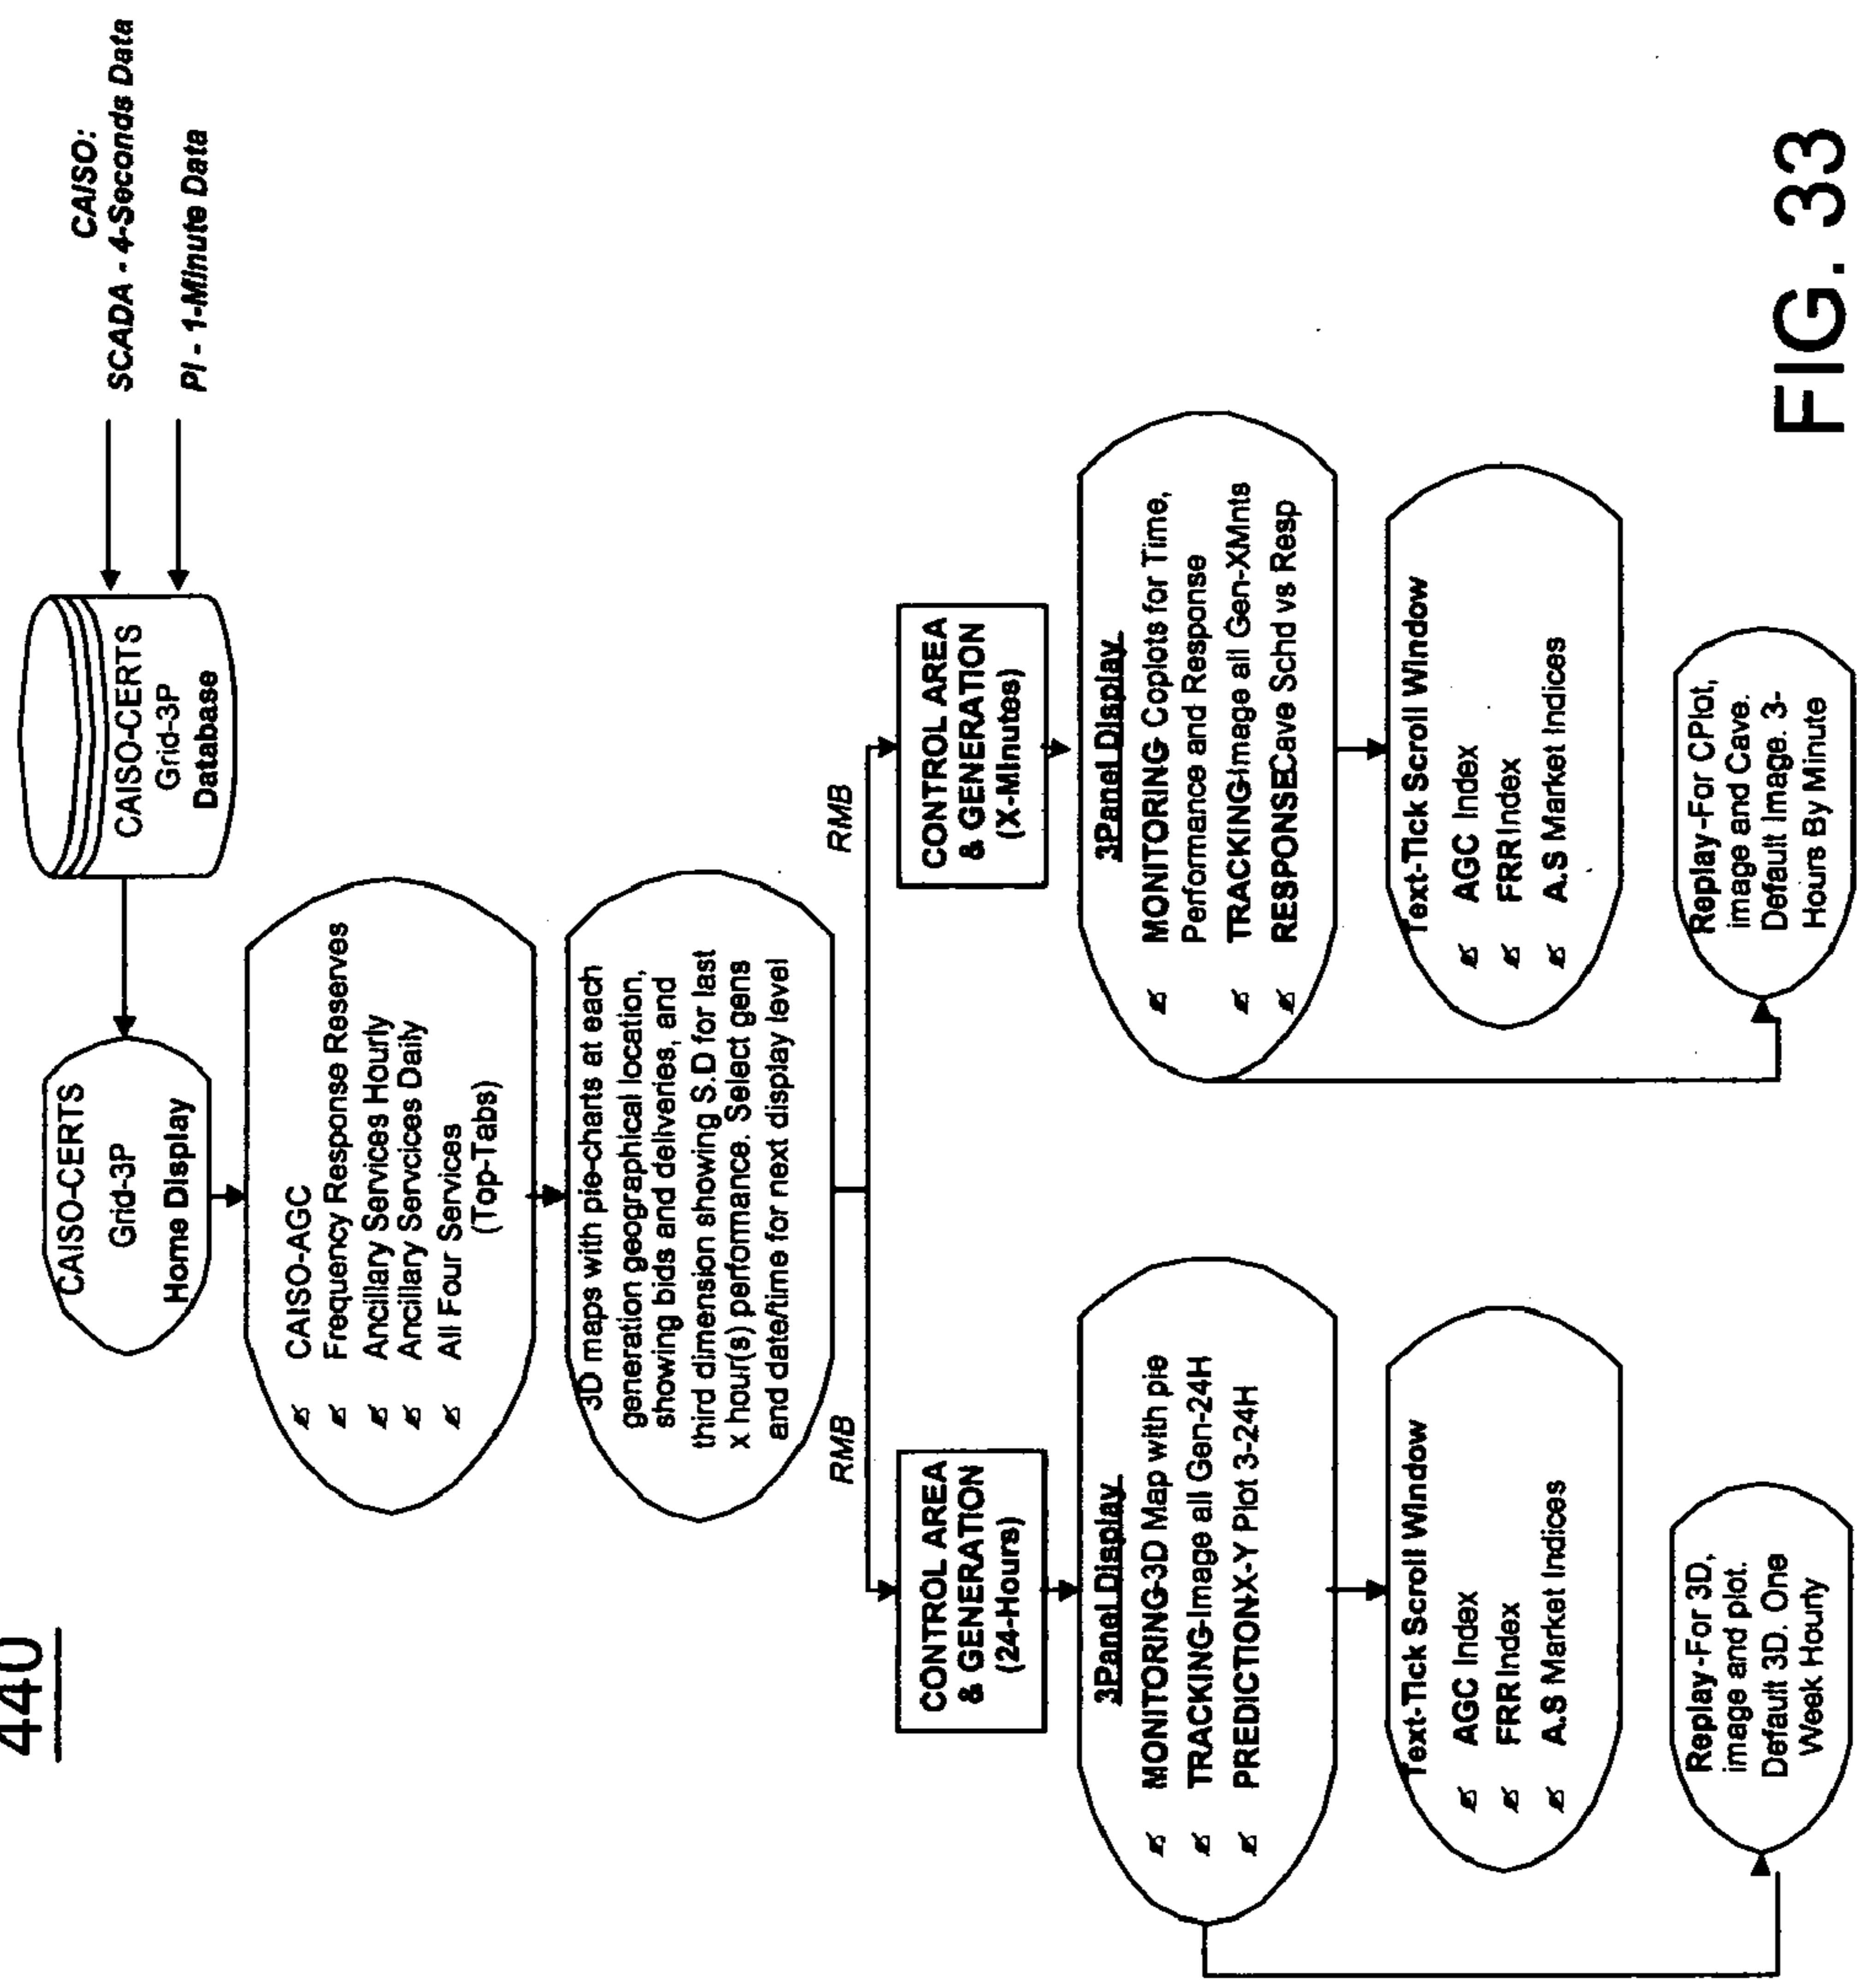 440
CAISO:
SCADA - 4-Seconds Data
PI - 1-Minute Data
CAISO-CERTS
Grid-3P
Database
CAISO-CERTS
Grid-3P
Home Display
CAISO-AGC
Frequency Response Reserves
Ancillary Services Hourly
Ancillary Servcices Daily
All Four Services
(Top-Tabs)
3D maps with pie-charts at each
generation geographical location,
showing bids and deliveries, and
third dimension showing S.D for last
x hour(s) performance. Select gens
and date/time for next display level
RMB
RMB
CONTROL AREA
& GENERATION
(24-Hours)
3PanelDisplay
MONITORING-3D Map with pie
TRACKING-Image all Gen-24H
PREDICTION-X-Y Plot 3-24H
Text-Tick Scroll Window
AGC Index
FRR Index
A.S Market Indices
Replay-For 3D,
image and plot.
Default 3D. One
Week Hourly
CONTROL AREA
& GENERATION
(X-Minutes)
3PanelDisplay
MONITORING- Coplots for Time,
Performance and Response
TRACKING-Image all Gen-XMnts
RESPONSECave Schd vs Resp
Text-Tick Scroll Window
AGC Index
FRR Index
A.S Market Indices
Replay-For CPlot,
image and Cave.
Default Image. 3-
Hours By Minute
FIG. 33